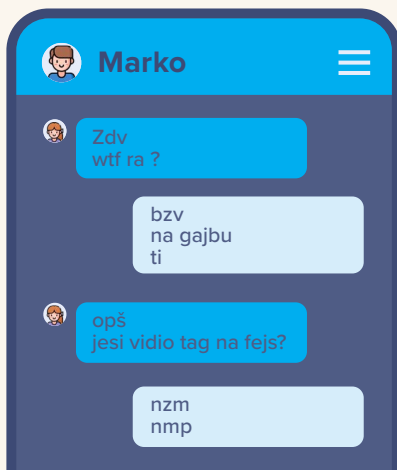 Marko
Zdv
wtf ra ?
bzv
na gajbu
ti
opš
jesi vidio tag na fejs?
nzm
nmp